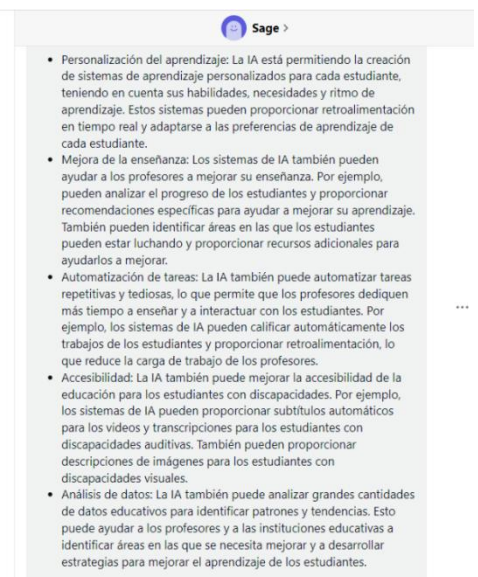 Sage >
• Personalización del aprendizaje: La IA está permitiendo la creación
de sistemas de aprendizaje personalizados para cada estudiante,
teniendo en cuenta sus habilidades, necesidades y ritmo de
aprendizaje. Estos sistemas pueden proporcionar retroalimentación
en tiempo real y adaptarse a las preferencias de aprendizaje de
cada estudiante.
• Mejora de la enseñanza: Los sistemas de IA también pueden
ayudar a los profesores a mejorar su enseñanza. Por ejemplo,
pueden analizar el progreso de los estudiantes y proporcionar
recomendaciones específicas para ayudar a mejorar su aprendizaje.
También pueden identificar áreas en las que los estudiantes
pueden estar luchando y proporcionar recursos adicionales para
ayudarlos a mejorar.
• Automatización de tareas: La IA también puede automatizar tareas
repetitivas y tediosas, lo que permite que los profesores dediquen
más tiempo a enseñar y a interactuar con los estudiantes. Por
ejemplo, los sistemas de IA pueden calificar automáticamente los
trabajos de los estudiantes y proporcionar retroalimentación, lo
que reduce la carga de trabajo de los profesores.
• Accesibilidad: La IA también puede mejorar la accesibilidad de la
educación para los estudiantes con discapacidades. Por ejemplo,
los sistemas de IA pueden proporcionar subtítulos automáticos
para los videos y transcripciones para los estudiantes con
discapacidades auditivas. También pueden proporcionar
descripciones de imágenes para los estudiantes con
discapacidades visuales.
• Análisis de datos: La IA también puede analizar grandes cantidades
de datos educativos para identificar patrones y tendencias. Esto
puede ayudar a los profesores y a las instituciones educativas a
identificar áreas en las que se necesita mejorar y a desarrollar
estrategias para mejorar el aprendizaje de los estudiantes.